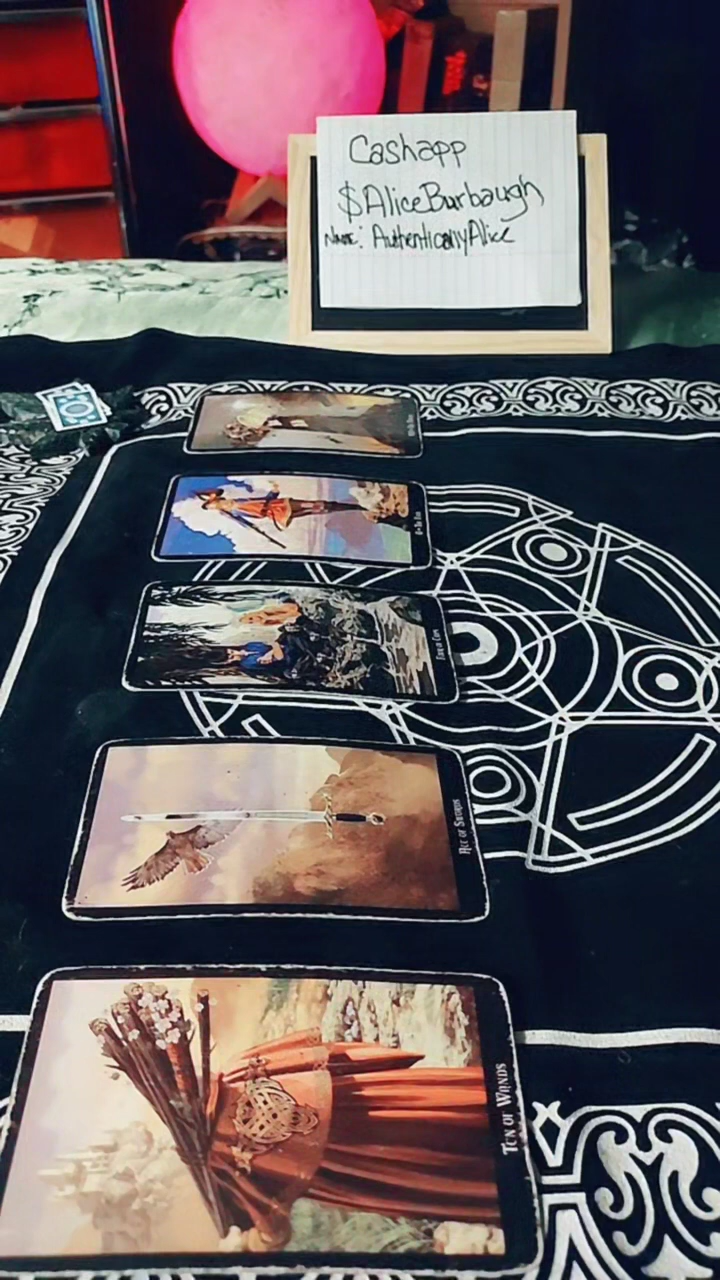 Cashapp
$AliceBurbaugh
Name: AuthenticallyAlice
Ace of Swords
Ten of Wands